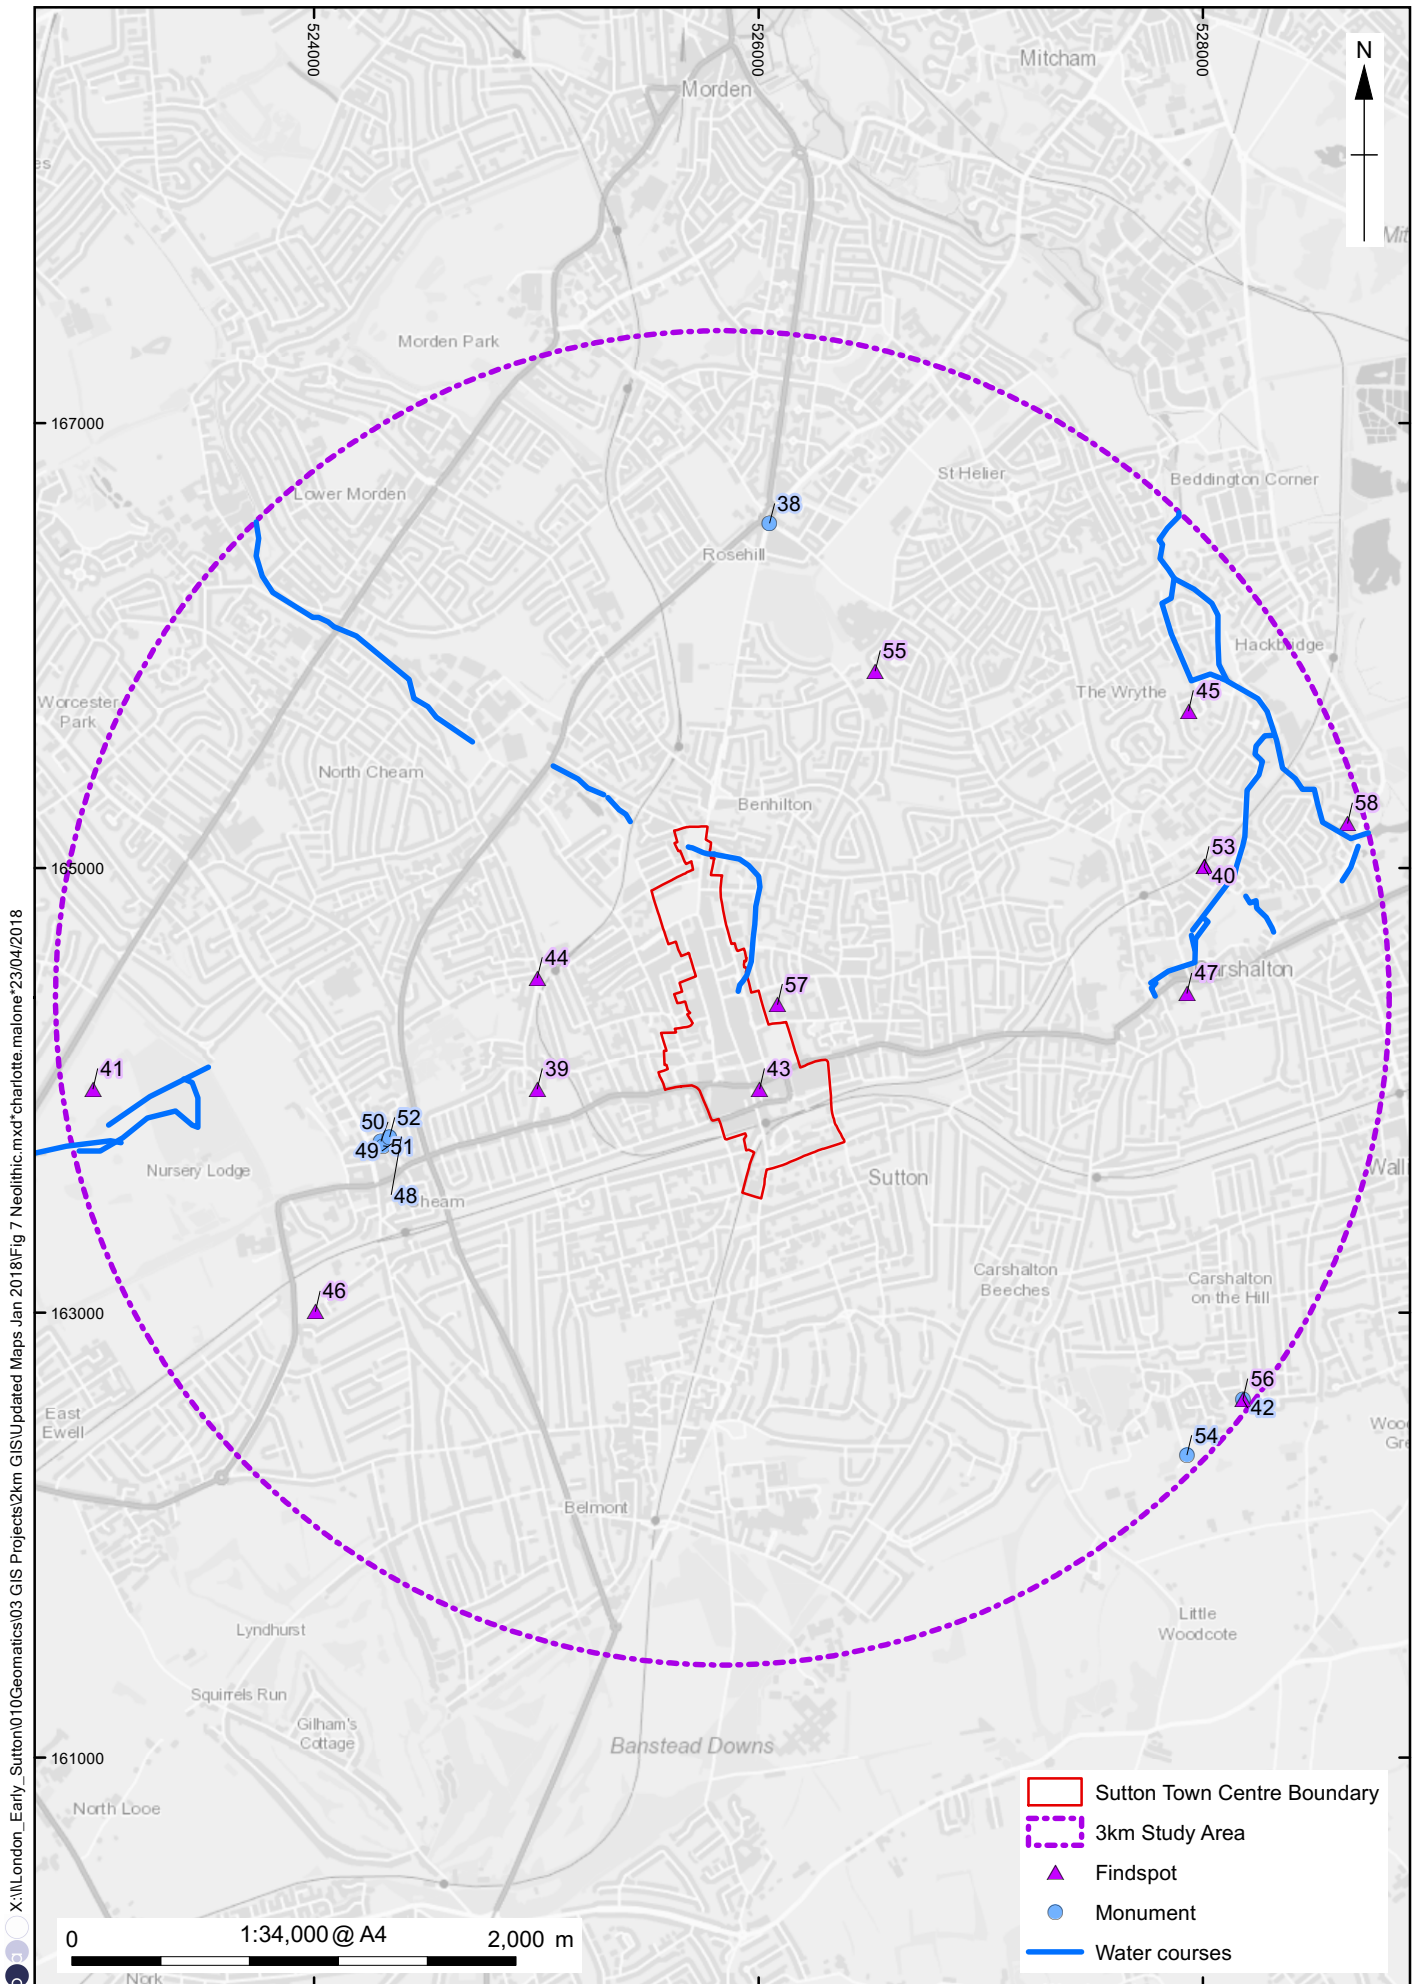 524000
526000
528000
Mitcham
N
Morden
Mit
Morden Park
167000
St Helier
Beddington Corner
Lower Morden
38
Rosehill
Hackbridge
55
The Wrythe
45
Worcester
Park
North Cheam
Benhilton
58
53
165000
40
44
47
Carshalton
57
41
39
43
50
52
49
51
Nursery Lodge
Wall
Sutton
48
Cheam
Carshalton
Beeches
Carshalton
on the Hill
46
163000
56
42
East
Ewell
Woo
Gre
54
Belmont
Little
Woodcote
Lyndhurst
Squirrels Run
Gilham's
Cottage
Banstead Downs
161000
North Looe
Sutton Town Centre Boundary
3km Study Area
Findspot
Monument
Water courses
0
1:34,000 @ A4
2,000 m
Nork
X:\I\London_Early_Sutton\010Geomatics\03 GIS Projects\2km GIS\Updated Maps Jan 2018\Fig 7 Neolithic.mxd*charlotte.malone*23/04/2018